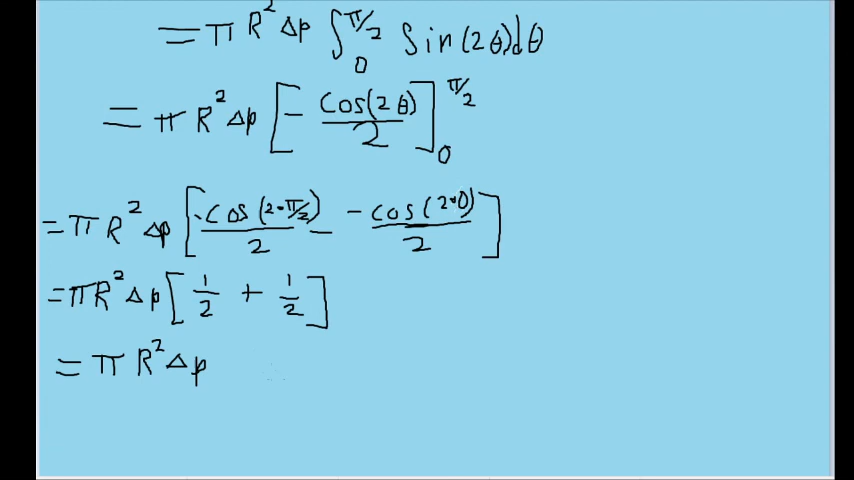 = π R² Δp ∫₀^π/2 Sin(2θ)dθ
= π R² Δp [- Cos(2θ)/2]₀^π/2
= π R² Δp [-Cos(2•π/2)/2 - -cos(2•0)/2]
= π R² Δp [1/2 + 1/2]
= π R² Δp